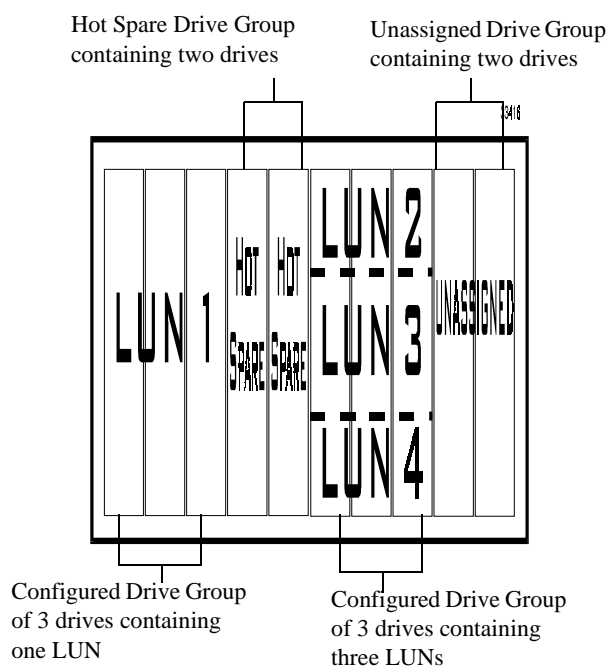 Hot Spare Drive Group
containing two drives
Unassigned Drive Group
containing two drives
LUN 1
HOT
SPARE
HOT
SPARE
LUN 2
LUN 3
LUN 4
UNASSIGNED
Configured Drive Group
of 3 drives containing
one LUN
Configured Drive Group
of 3 drives containing
three LUNs